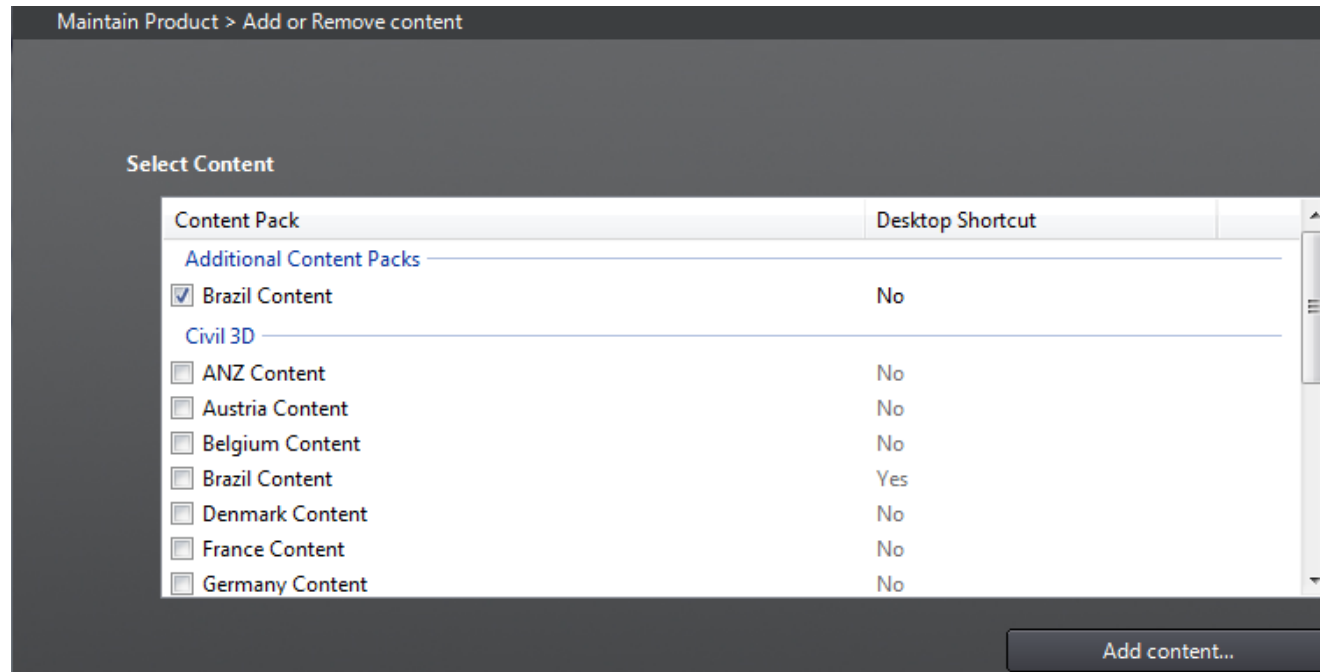 Maintain Product > Add or Remove content
Select Content
Content Pack Desktop Shortcut
Additional Content Packs
Brazil Content No
Civil 3D
ANZ Content No
Austria Content No
Belgium Content No
Brazil Content Yes
Denmark Content No
France Content No
Germany Content No
Add content...